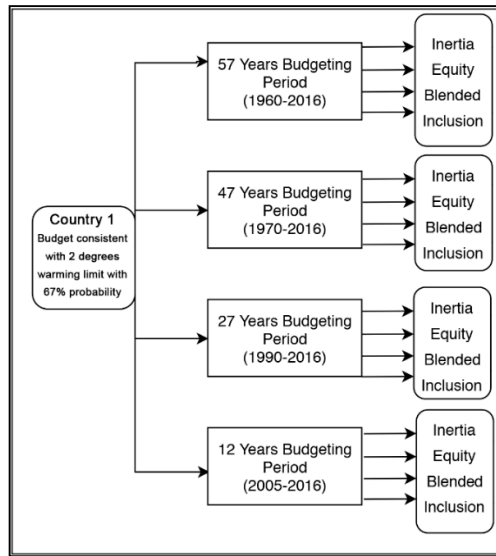 57 Years Budgeting
Period
(1960-2016)
Inertia
Equity
Blended
Inclusion
47 Years Budgeting
Period
(1970-2016)
Inertia
Equity
Blended
Inclusion
Country 1
Budget consistent
with 2 degrees
warming limit with
67% probability
27 Years Budgeting
Period
(1990-2016)
Inertia
Equity
Blended
Inclusion
12 Years Budgeting
Period
(2005-2016)
Inertia
Equity
Blended
Inclusion